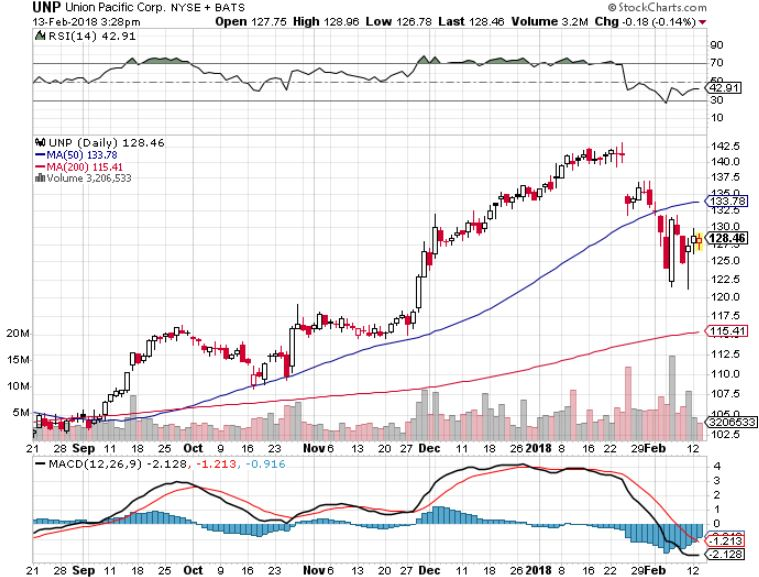 UNP Union Pacific Corp. NYSE + BATS © StockCharts.com
13-Feb-2018 3:28pm Open 127.75 High 128.96 Low 126.78 Last 128.46 Volume 3.2M Chg -0.18 (-0.14%)
RSI(14) 42.91
90
70
50
42.91
30
10
UNP (Daily) 128.46
MA(50) 133.78
MA(200) 115.41
Volume 3,206,533
142.5
140.0
137.5
135.0
133.78
132.5
130.0
128.46
127.5
125.0
122.5
120.0
117.5
115.41
112.5
110.0
107.5
105.0
3206533
102.5
20M
15M
10M
5M
21 28 Sep 11 18 25 Oct 9 16 23 Nov 6 13 20 27 Dec 11 18 26 2018 8 16 22 29 Feb 12
MACD(12,26,9) -2.128, -1.213, -0.916
4
3
2
1
0
-1.213
-2.128
21 28 Sep 11 18 25 Oct 9 16 23 Nov 6 13 20 27 Dec 11 18 26 2018 8 16 22 29 Feb 12